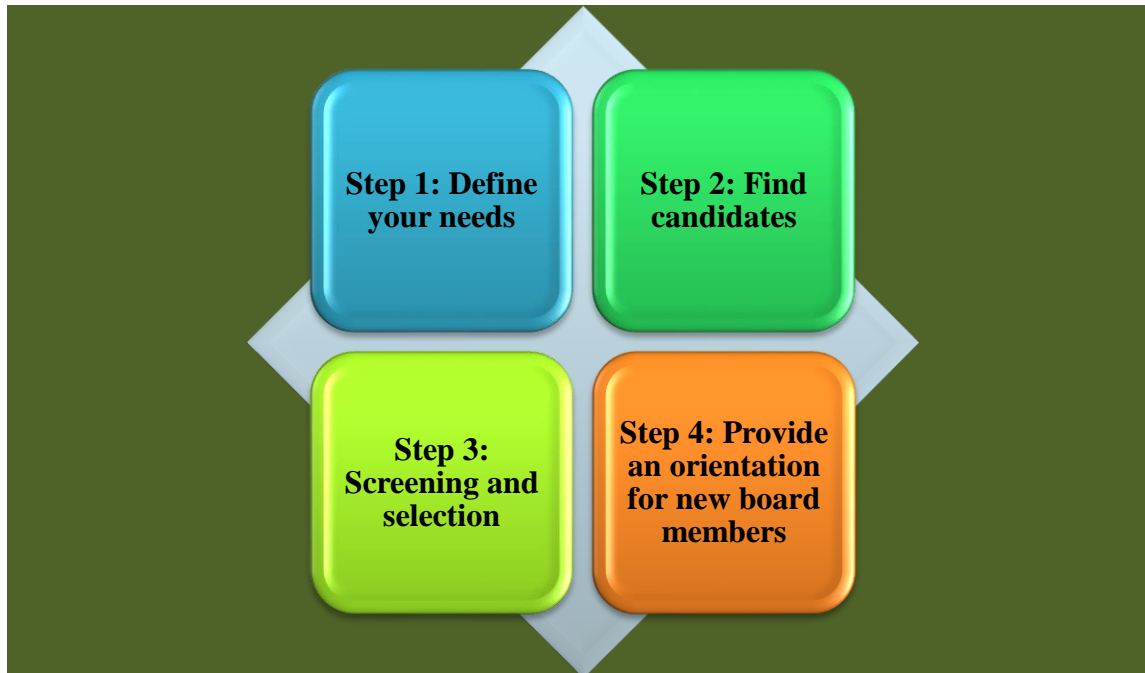 Step 1: Define
your needs
Step 2: Find
candidates
Step 3:
Screening and
selection
Step 4: Provide
an orientation
for new board
members